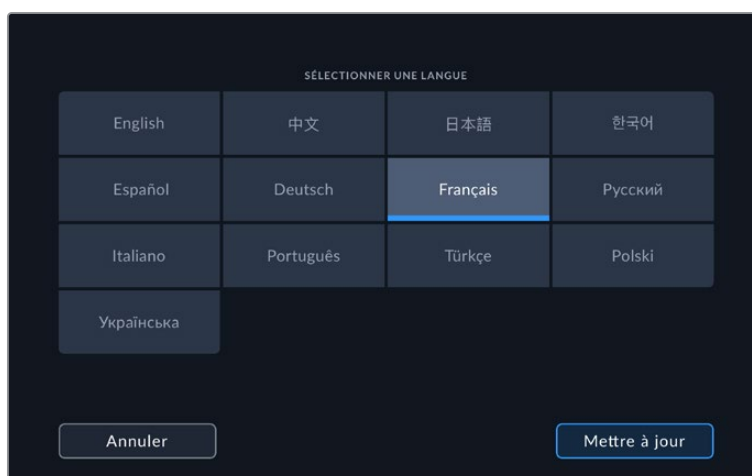 SÉLECTIONNER UNE LANGUE
English 中文 日本語 한국어
Español Deutsch Français Русский
Italiano Português Türkçe Polski
Українська
Annuler Mettre à jour